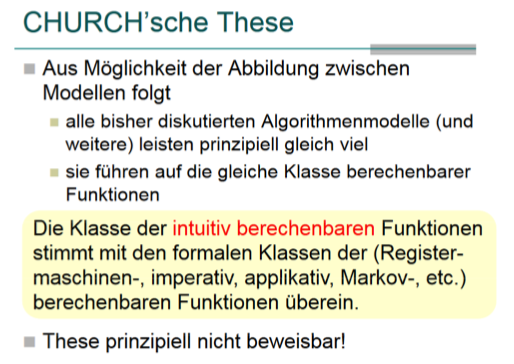 CHURCH’sche These
Aus Möglichkeit der Abbildung zwischen
Modellen folgt
alle bisher diskutierten Algorithmenmodelle (und
weitere) leisten prinzipiell gleich viel
sie führen auf die gleiche Klasse berechenbarer
Funktionen
Die Klasse der intuitiv berechenbaren Funktionen
stimmt mit den formalen Klassen der (Register-
maschinen-, imperativ, applikativ, Markov-, etc.)
berechenbaren Funktionen überein.
These prinzipiell nicht beweisbar!